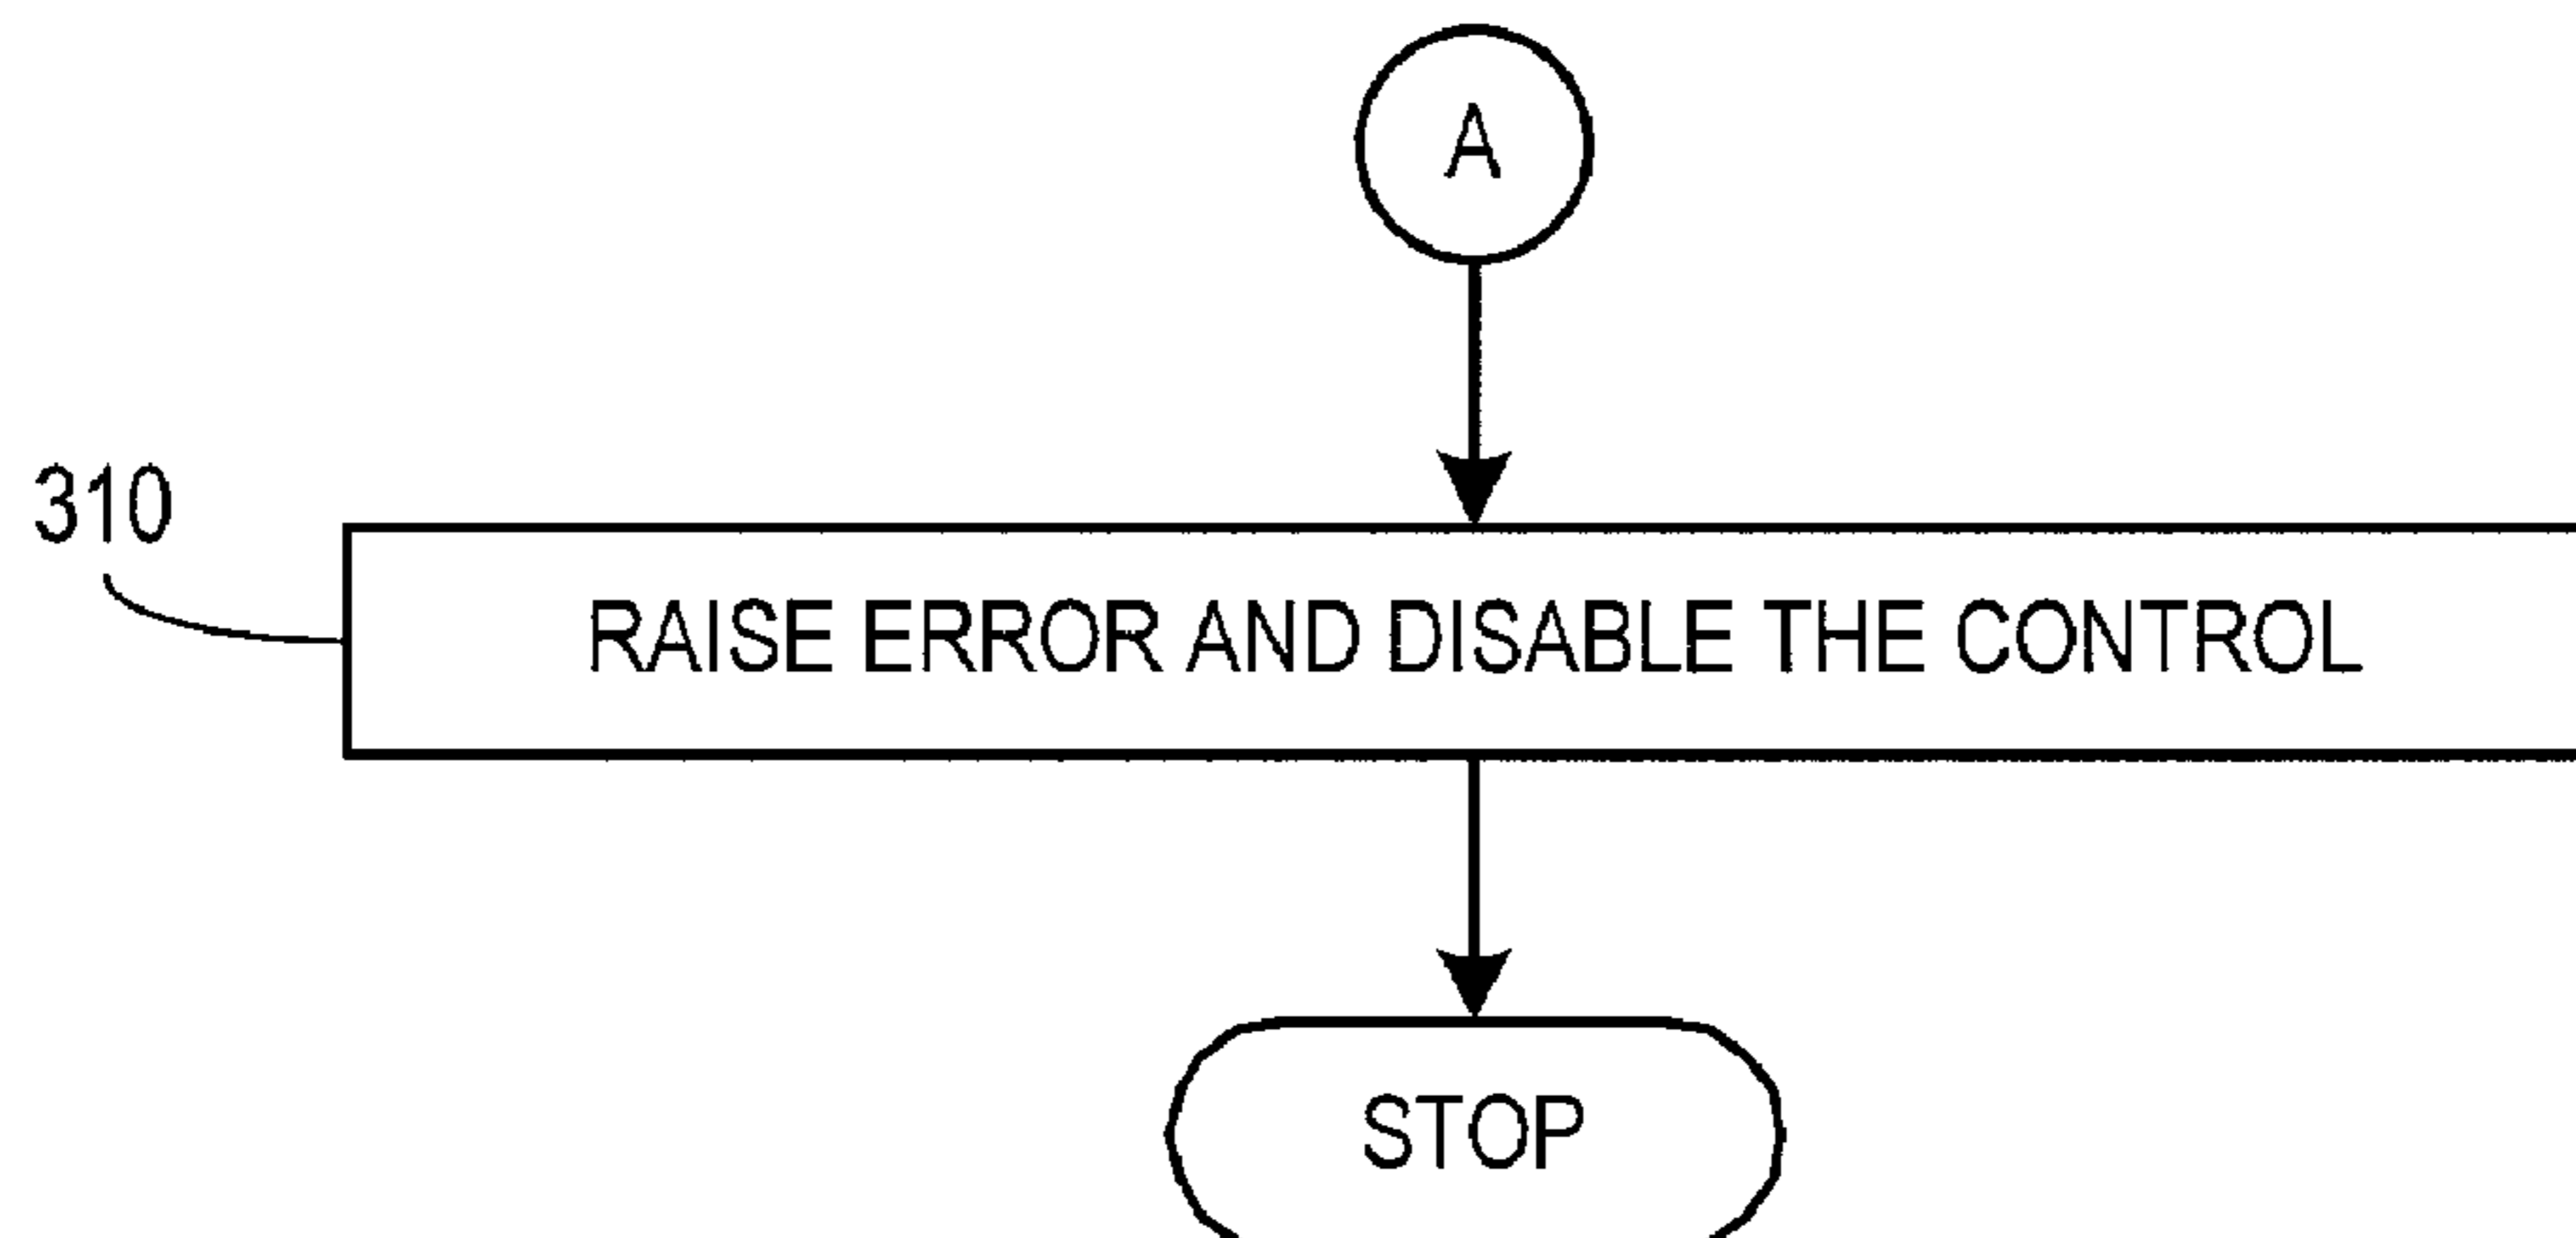 A
310
RAISE ERROR AND DISABLE THE CONTROL
STOP